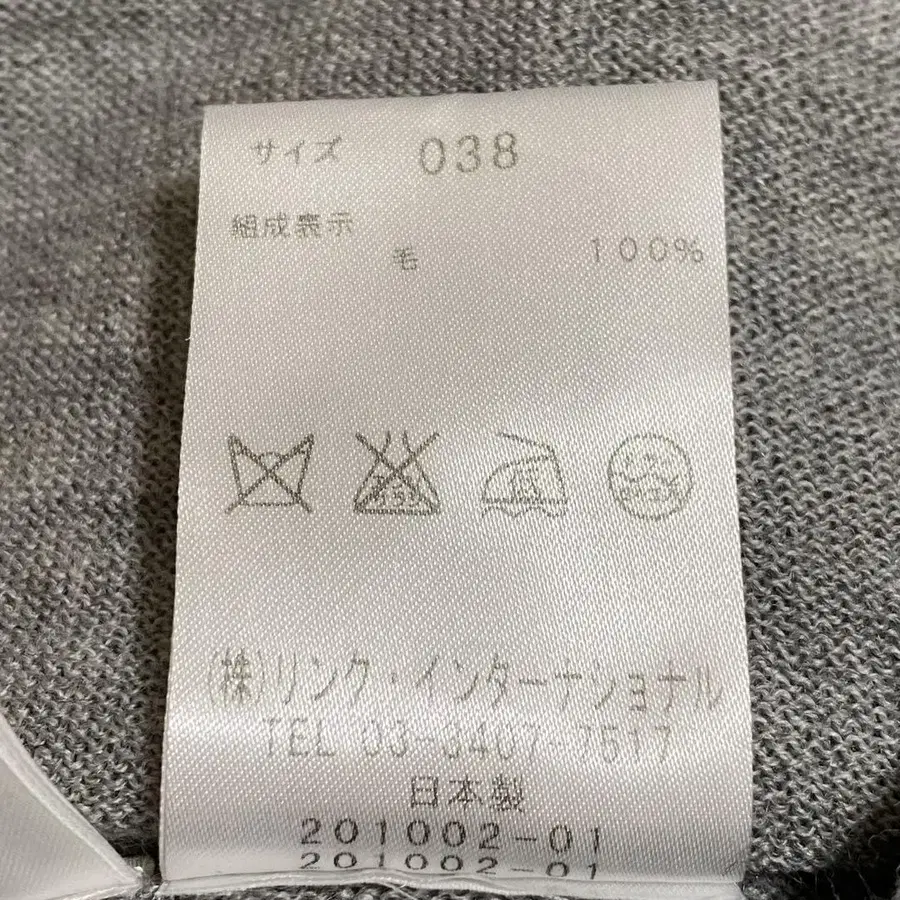 サイズ 038
組成表示
毛 100%
低
(株)リンク・インターナショナル
TEL 03-3407-7517
日本製
201002-01
201002-01